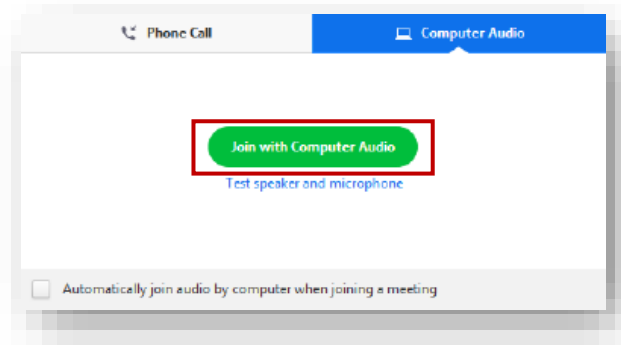 Phone Call
Computer Audio
Join with Computer Audio
Test speaker and microphone
Automatically join audio by computer when joining a meeting